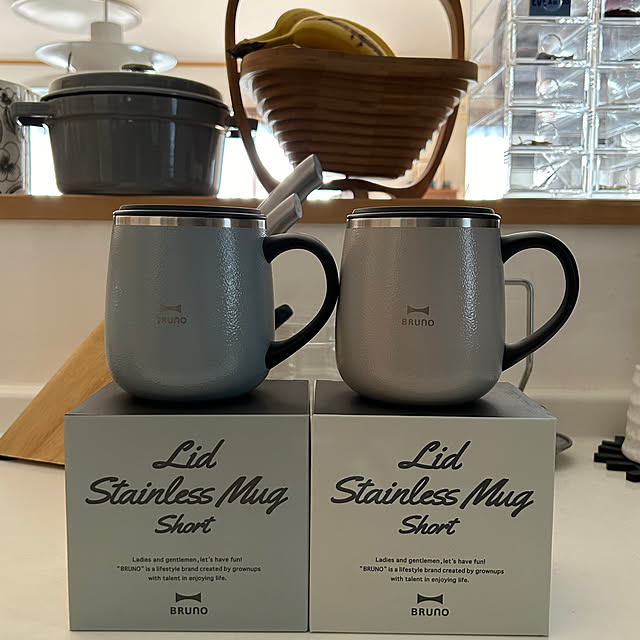 BRUNO
BRUNO
Lid
Stainless Mug
Short
Ladies and gentlemen, let's have fun!
"BRUNO" is a lifestyle brand created by grownups
with talent in enjoying life.
BRUNO
Lid
Stainless Mug
Short
Ladies and gentlemen, let's have fun!
"BRUNO" is a lifestyle brand created by grownups
with talent in enjoying life.
BRUNO